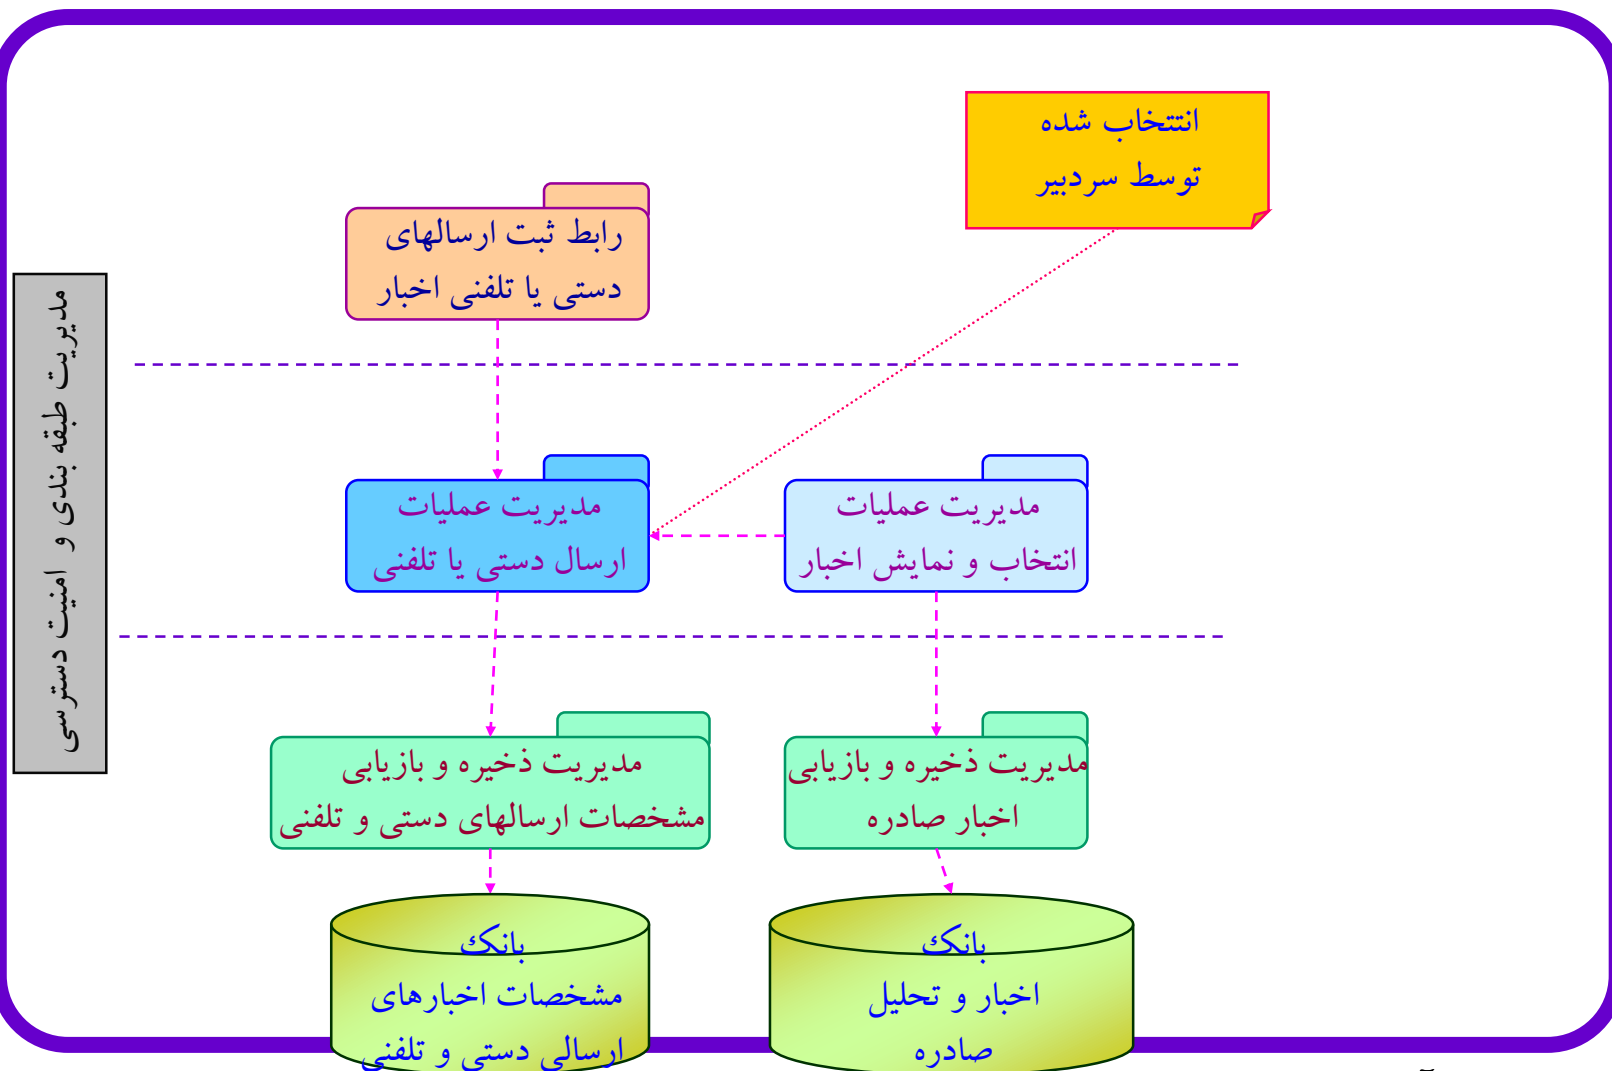 انتتخاب شده
توسط سردبیر
رابط ثبت ارسالهای
دستی یا تلفنی اخبار
مدیریت طبقه بندی و امنیت دسترسی
مدیریت عملیات
انتخاب و نمایش اخبار
مدیریت عملیات
ارسال دستی یا تلفنی
مدیریت ذخیره و بازیابی
اخبار صادره
مدیریت ذخیره و بازیابی
مشخصات ارسالهای دستی و تلفنی
بانک
اخبار و تحلیل
صادره
بانک
مشخصات اخبارهای
ارسالی دستی و تلفنی